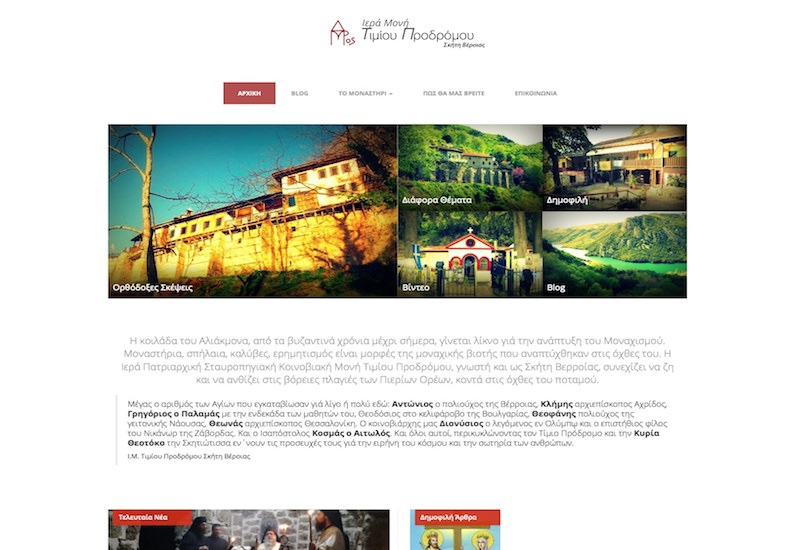 Ιερά Μονή
Τιμίου Προδρόμου
Σκήτη Βέροιας
ΑΡΧΙΚΗ BLOG ΤΟ ΜΟΝΑΣΤΗΡΙ ΠΩΣ ΘΑ ΜΑΣ ΒΡΕΙΤΕ ΕΠΙΚΟΙΝΩΝΙΑ
Διάφορα Θέματα
Δημοφιλή
Ορθόδοξες Σκέψεις
Βίντεο
Blog
Η κοιλάδα του Αλιάκμονα, από τα βυζαντινά χρόνια μέχρι σήμερα, γίνεται λίκνο γιά την ανάπτυξη του Μοναχισμού.
Μοναστήρια, σπήλαια, καλύβες, ερημητισμός είναι μορφές της μοναχικής βιοτής που αναπτύχθηκαν στις όχθες του. Η
Ιερά Πατριαρχική Σταυροπηγιακή Κοινοβιακή Μονή Τιμίου Προδρόμου, γνωστή και ως Σκήτη Βερροίας, συνεχίζει να ζη
και να ανθίζει στις βόρειες πλαγιές των Πιερίων Ορέων, κοντά στις όχθες του ποταμού.
Μέγας ο αριθμός των Αγίων που εγκαταβίωσαν γιά λίγο ή πολύ εδώ: Αντώνιος ο πολιούχος της Βέρροιας, Κλήμης αρχιεπίσκοπος Αχρίδος,
Γρηγόριος ο Παλαμάς με την ενδεκάδα των μαθητών του, Θεοδόσιος στο κελιφάροβο της Βουλγαρίας, Θεοφάνης πολιούχος της
γειτονικής Νάουσας, Θεωνάς αρχιεπίσκοπος Θεσσαλονίκη. Ο κοινοβιάρχης μας Διονύσιος ο λεγόμενος εν Ολύμπω και ο επιστήθιος φίλος
του Νικάνωρ της Ζάβορδας. Και ο Ισαπόστολος Κοσμάς ο Αιτωλός. Και όλοι αυτοί, περικυκλώνοντας τον Τίμιο Πρόδρομο και την Κυρία
Θεοτόκο την Σκητιώτισσα εν΄νουν τις προσευχές τους γιά την ειρήνη του κόσμου και την σωτηρία των ανθρώπων.
Ι.Μ. Τιμίου Προδρόμου Σκήτη Βέροιας
Τελευταία Νέα
Δημοφιλή Άρθρα